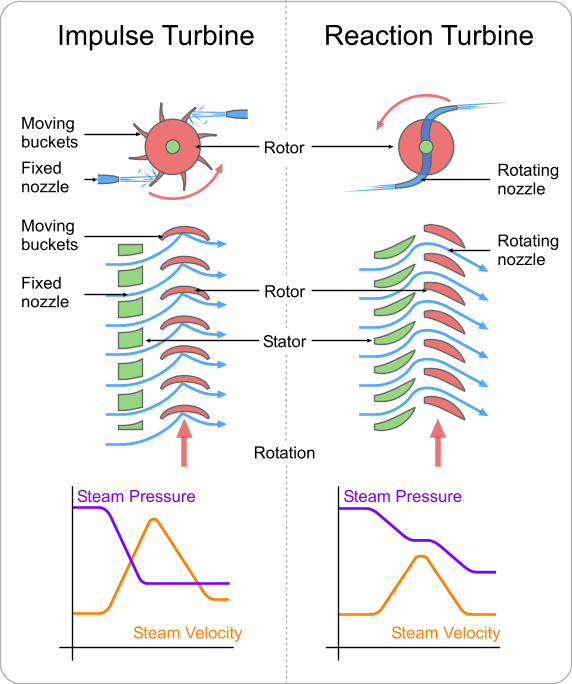 Impulse Turbine
Reaction Turbine
Moving
buckets
Fixed
nozzle
Rotor
Rotating
nozzle
Moving
buckets
Rotating
nozzle
Fixed
nozzle
Rotor
Stator
Rotation
Steam Pressure
Steam Velocity
Steam Pressure
Steam Velocity